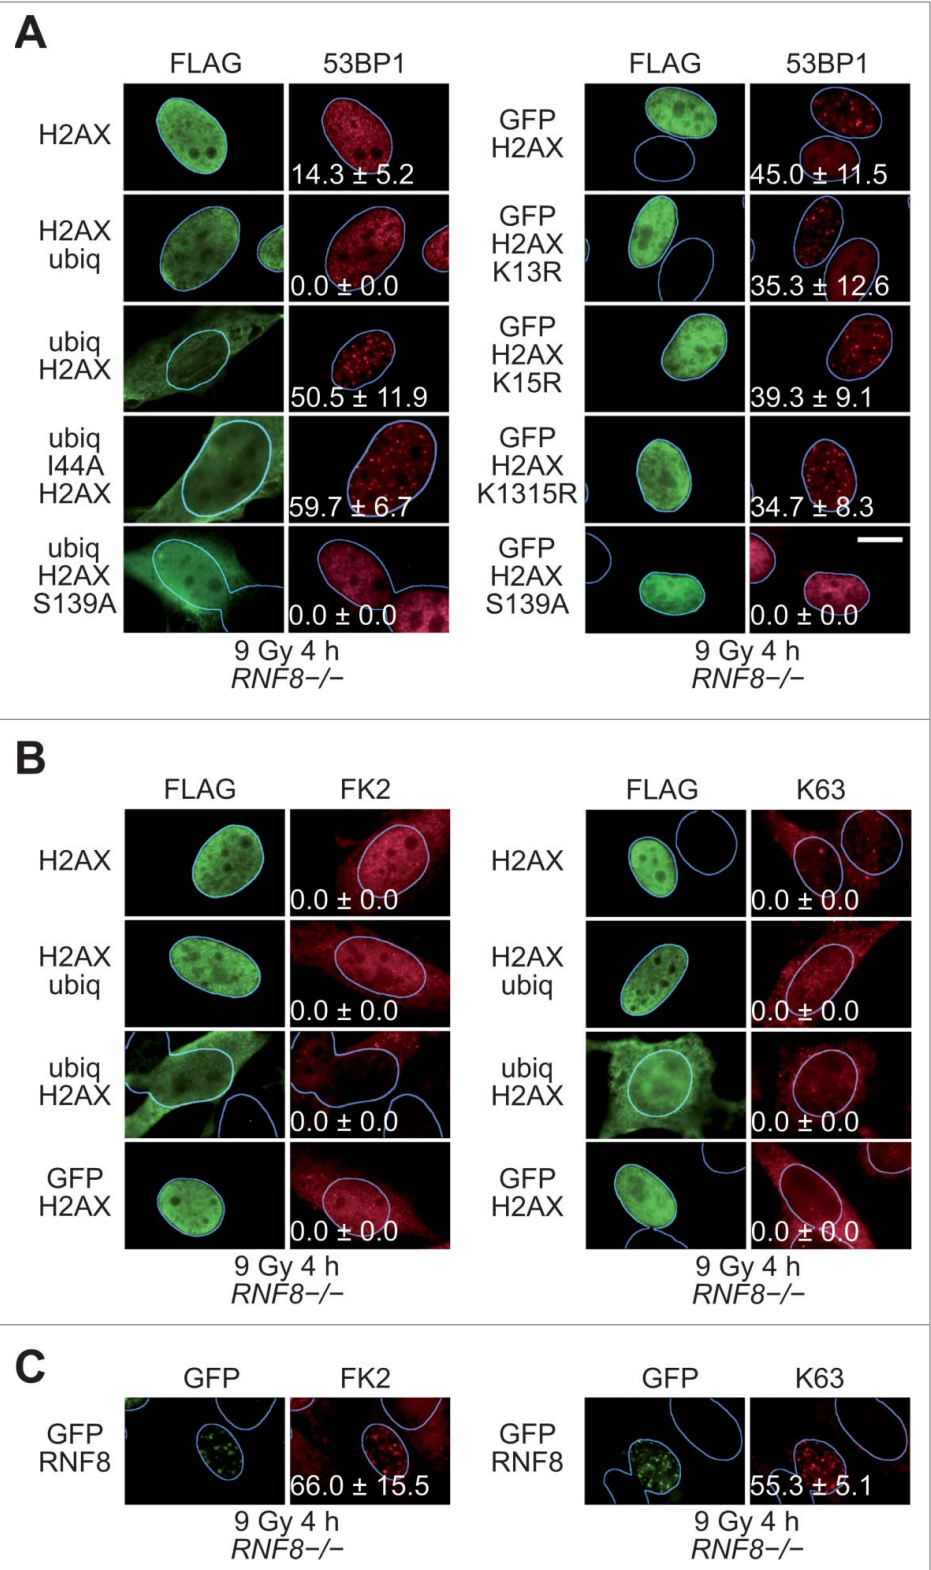 A
FLAG 53BP1
H2AX
14.3 ± 5.2
H2AX
ubiq
0.0 ± 0.0
ubiq
H2AX
50.5 ± 11.9
ubiq
I44A
H2AX
59.7 ± 6.7
ubiq
H2AX
S139A
0.0 ± 0.0
9 Gy 4 h
RNF8−/−
FLAG 53BP1
GFP
H2AX
45.0 ± 11.5
GFP
H2AX
K13R
35.3 ± 12.6
GFP
H2AX
K15R
39.3 ± 9.1
GFP
H2AX
K1315R
34.7 ± 8.3
GFP
H2AX
S139A
0.0 ± 0.0
9 Gy 4 h
RNF8−/−
B
FLAG FK2
H2AX
0.0 ± 0.0
H2AX
ubiq
0.0 ± 0.0
ubiq
H2AX
0.0 ± 0.0
GFP
H2AX
0.0 ± 0.0
9 Gy 4 h
RNF8−/−
FLAG K63
H2AX
0.0 ± 0.0
H2AX
ubiq
0.0 ± 0.0
ubiq
H2AX
0.0 ± 0.0
GFP
H2AX
0.0 ± 0.0
9 Gy 4 h
RNF8−/−
C
GFP FK2
GFP
RNF8
66.0 ± 15.5
9 Gy 4 h
RNF8−/−
GFP K63
GFP
RNF8
55.3 ± 5.1
9 Gy 4 h
RNF8−/−